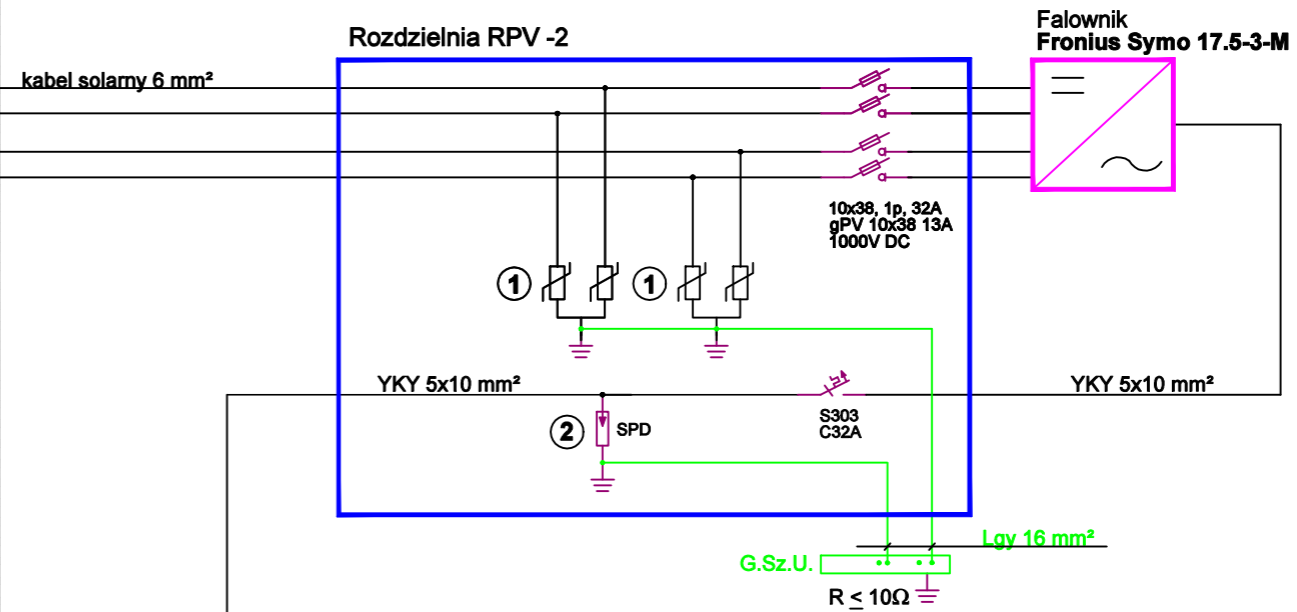 Falownik
Fronius Symo 17.5-3-M
Rozdzielnia RPV -2
kabel solarny 6 mm²
10x38, 1p, 32A
gPV 10x38 13A
1000V DC
1
1
YKY 5x10 mm²
YKY 5x10 mm²
S303
C32A
2
SPD
Lgy 16 mm²
G.Sz.U.
R ≤ 10Ω